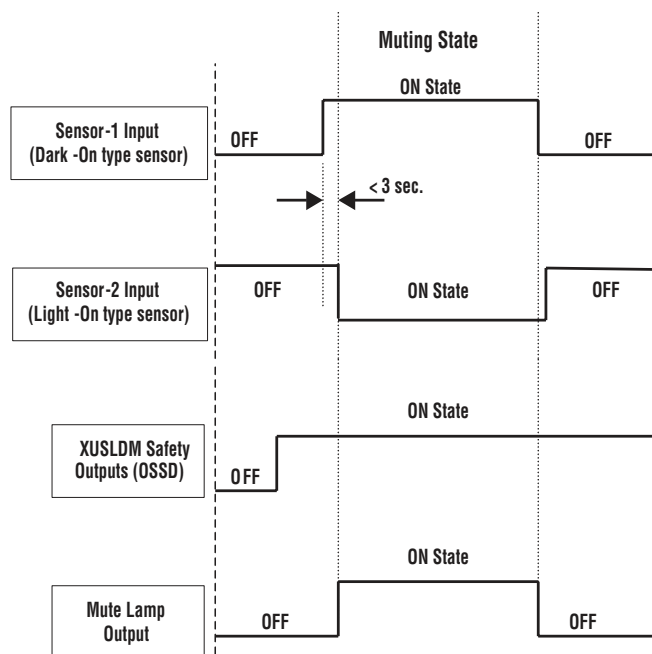 Muting State
ON State
Sensor-1 Input
(Dark -On type sensor)
OFF
OFF
< 3 sec.
Sensor-2 Input
(Light -On type sensor)
OFF
ON State
OFF
ON State
XUSLDM Safety
Outputs (OSSD)
OFF
ON State
Mute Lamp
Output
OFF
OFF